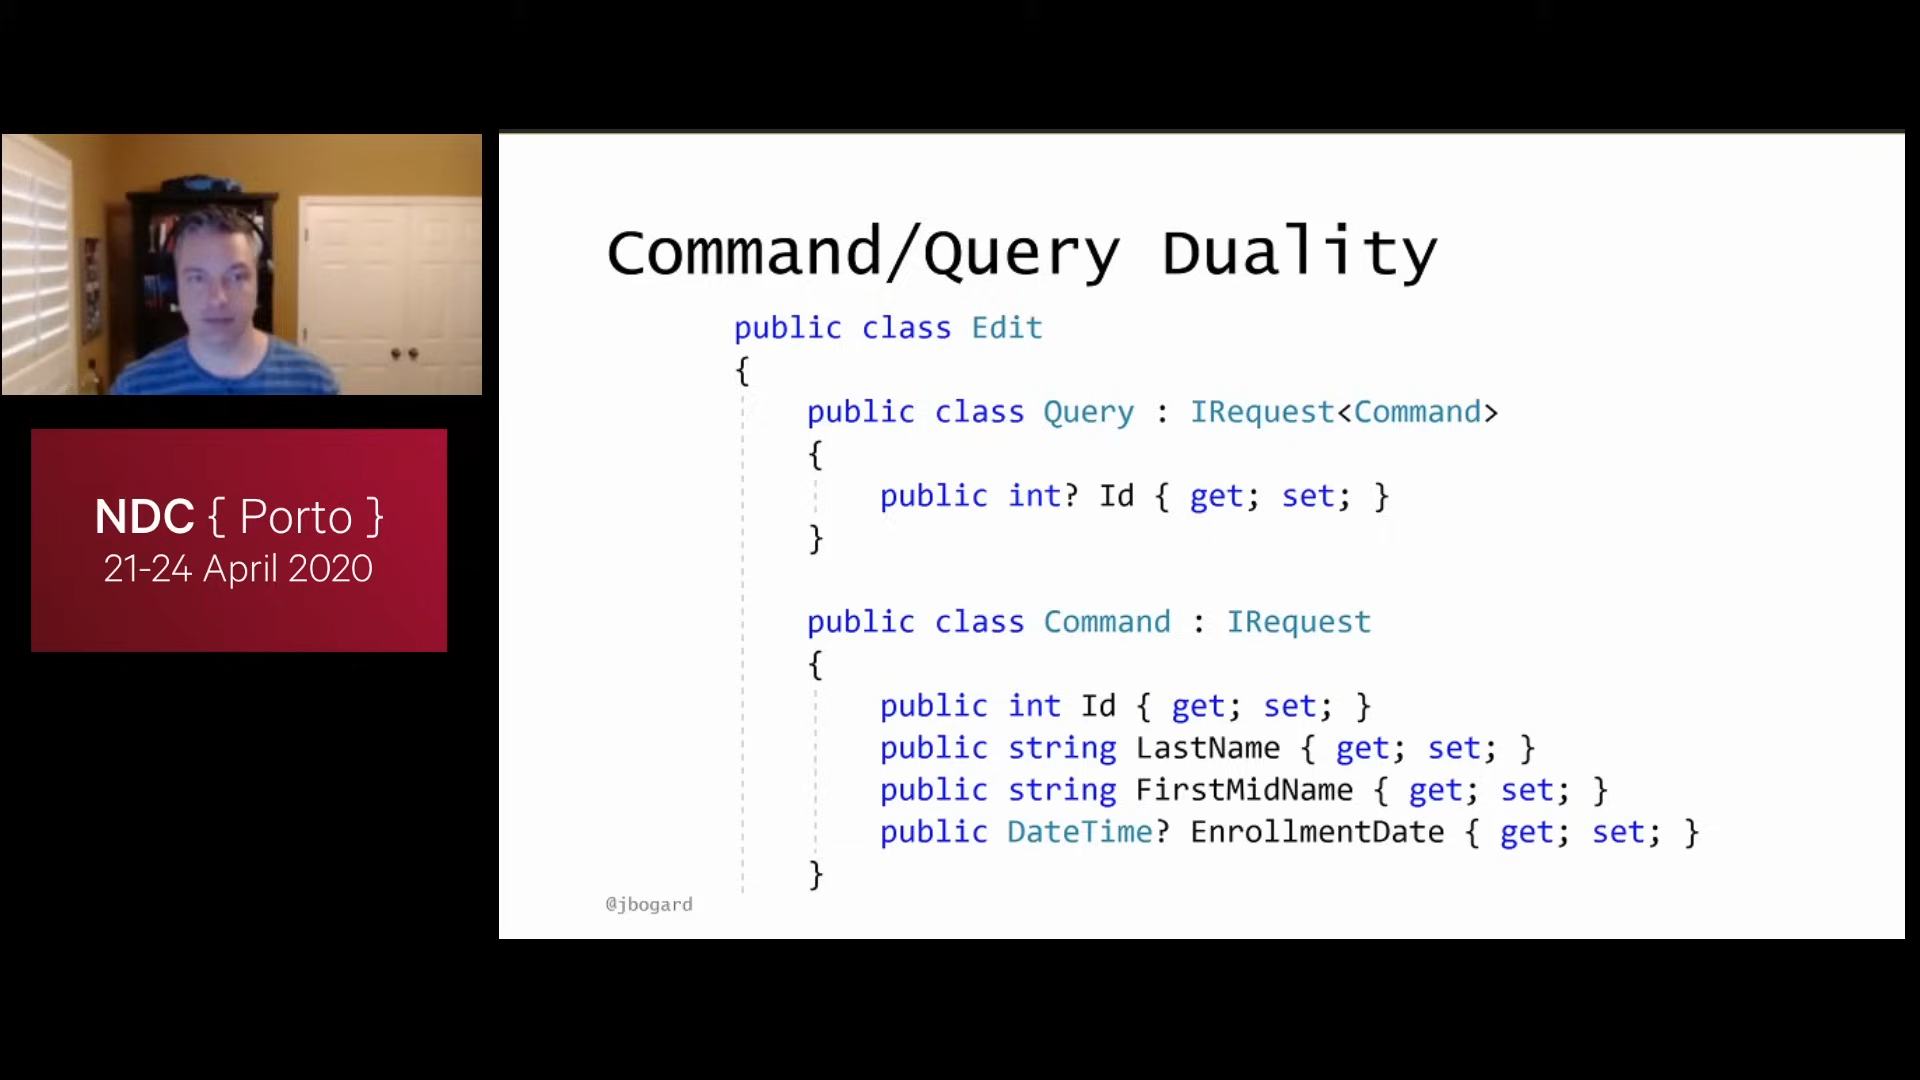 NDC { Porto }
21-24 April 2020
Command/Query Duality
public class Edit
{
public class Query : IRequest<Command>
{
public int? Id { get; set; }
}
public class Command : IRequest
{
public int Id { get; set; }
public string LastName { get; set; }
public string FirstMidName { get; set; }
public DateTime? EnrollmentDate { get; set; }
}
@jbogard